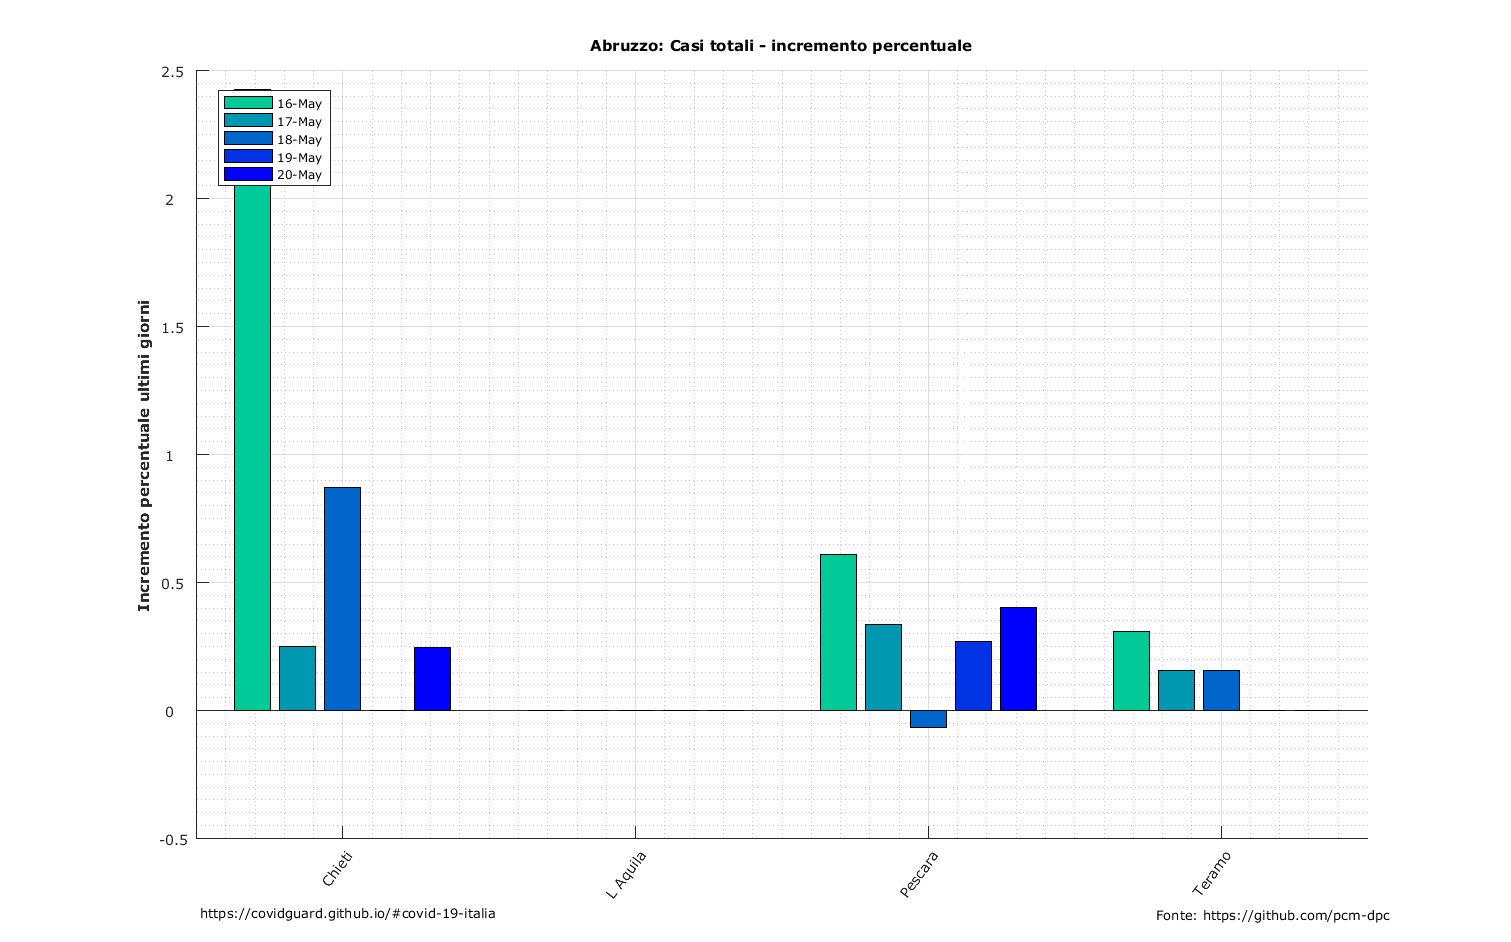 Abruzzo: Casi totali - incremento percentuale
Incremento percentuale ultimi giorni
2.5
2
1.5
1
0.5
0
-0.5
16-May
17-May
18-May
19-May
20-May
Chieti
L Aquila
Pescara
Teramo
https://covidguard.github.io/#covid-19-italia
Fonte: https://github.com/pcm-dpc